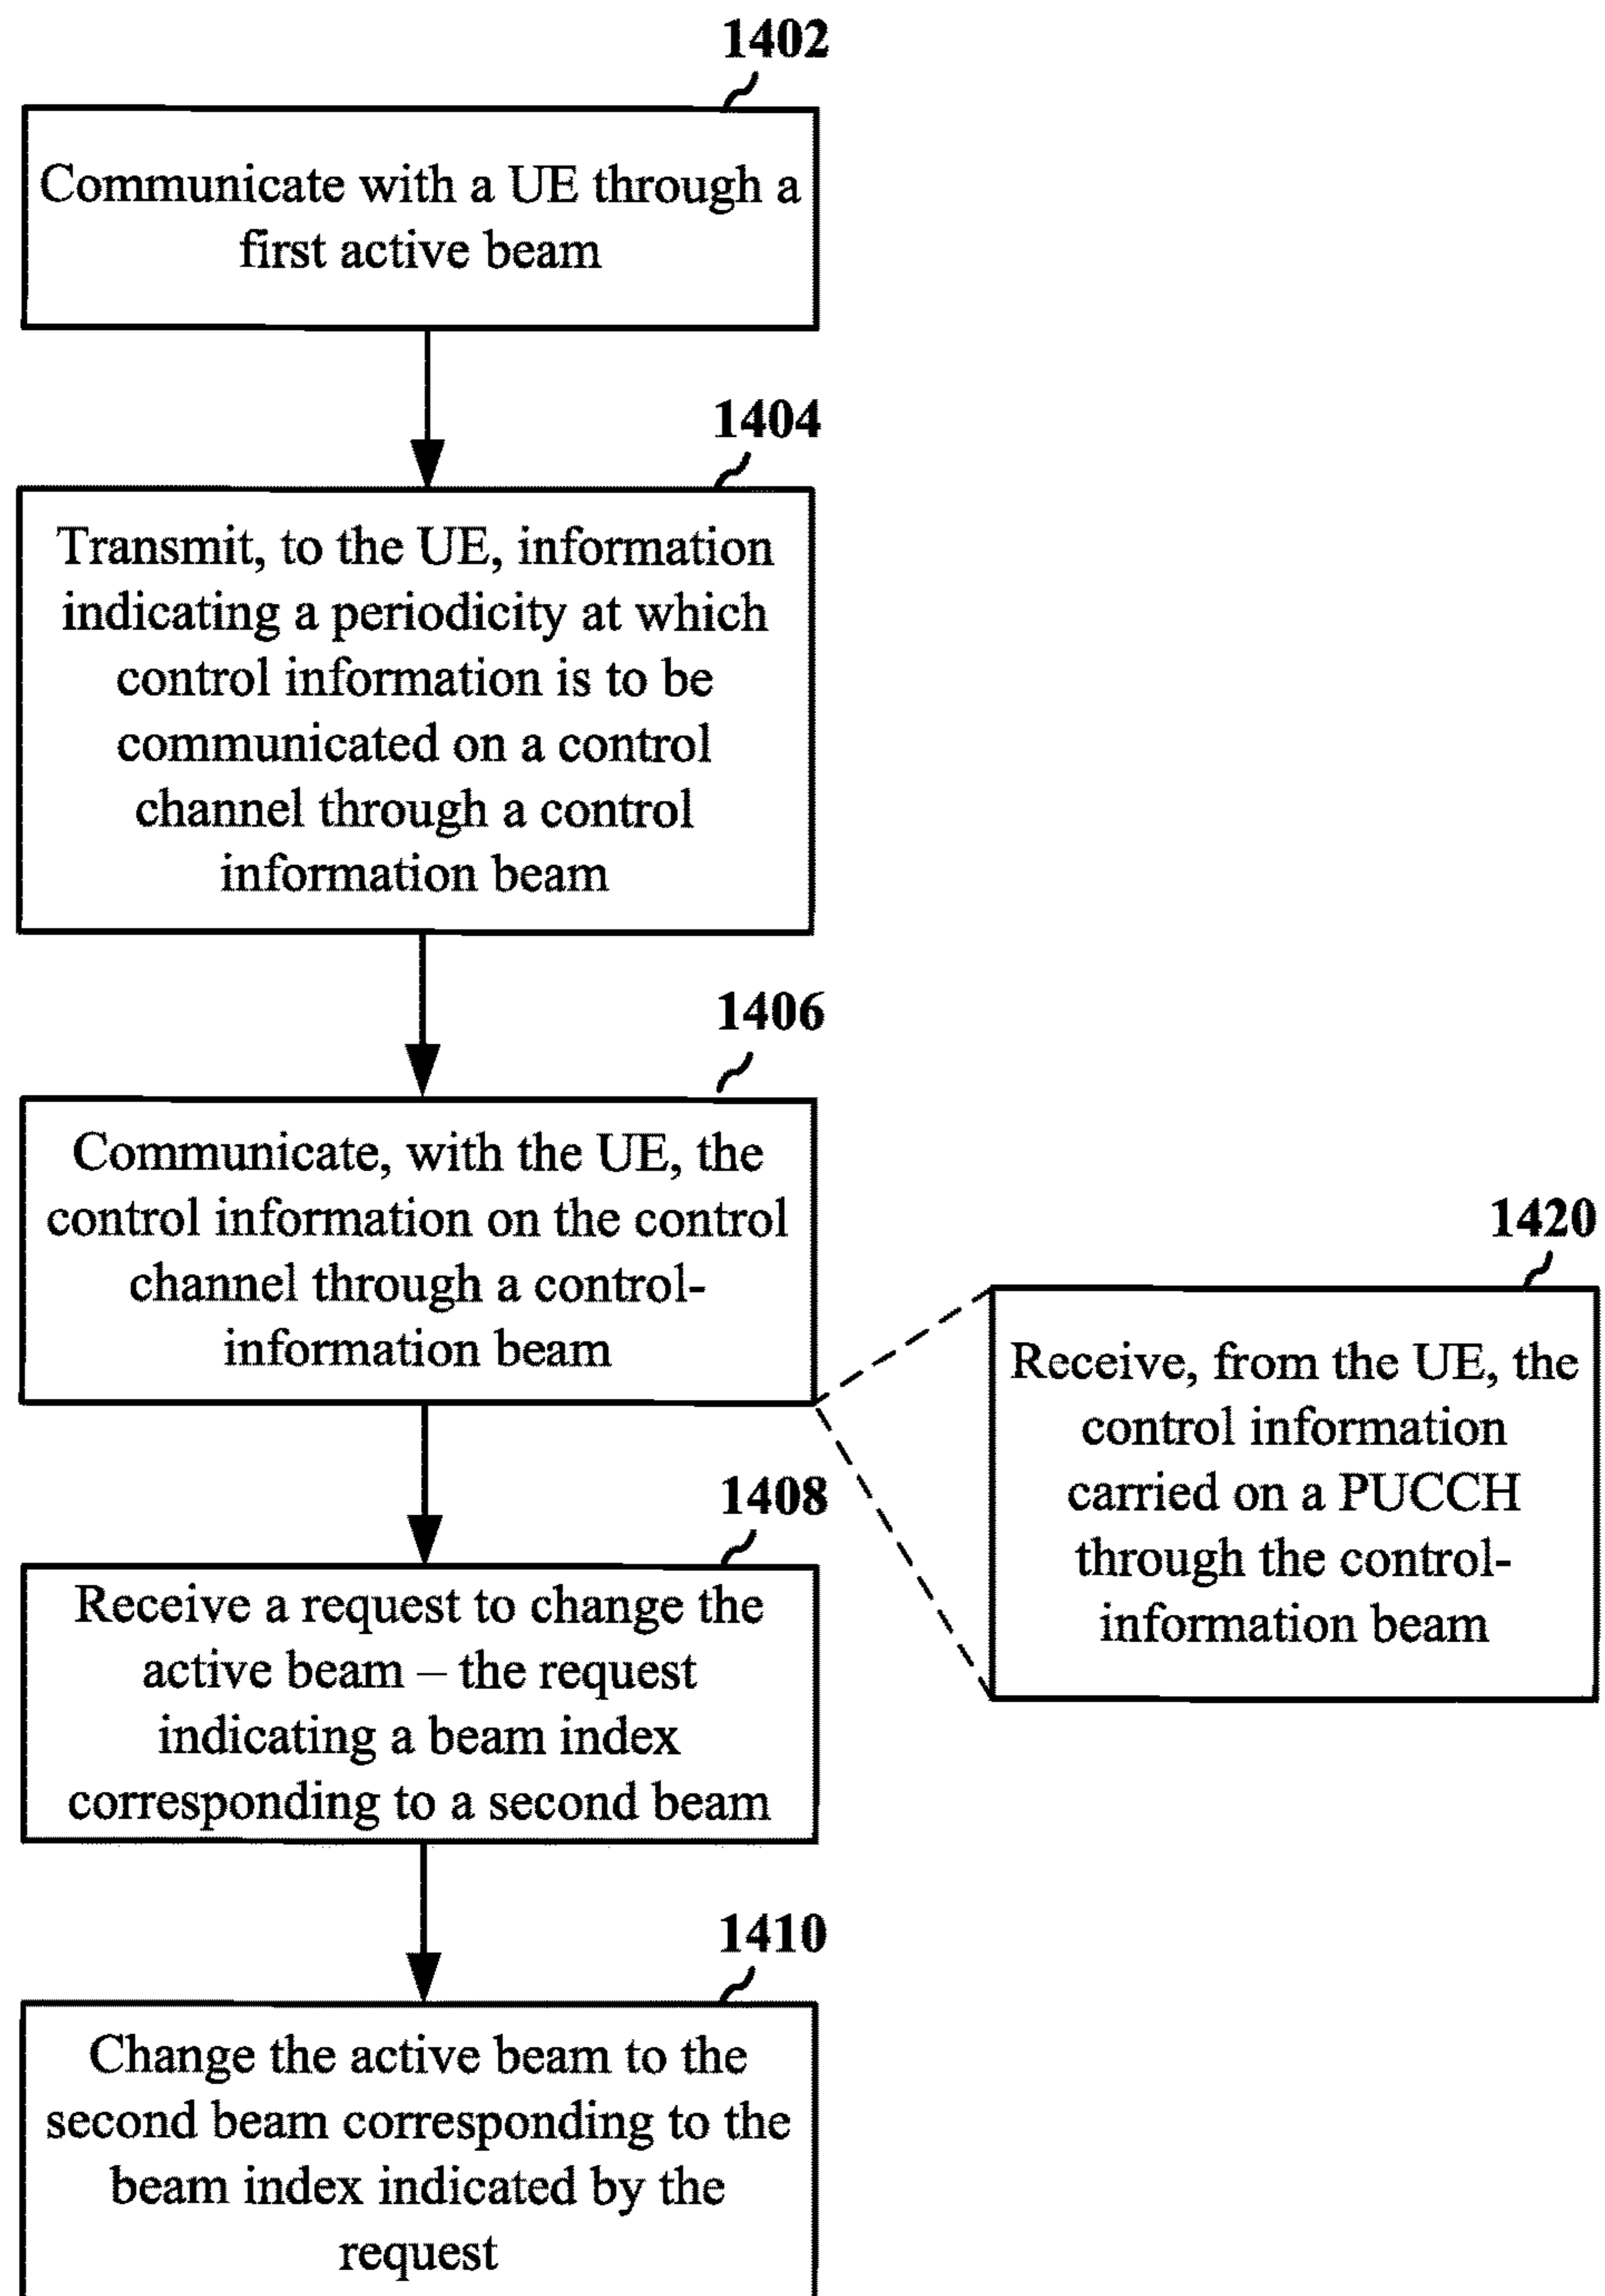 1402
Communicate with a UE through a
first active beam
1404
Transmit, to the UE, information
indicating a periodicity at which
control information is to be
communicated on a control
channel through a control
information beam
1406
Communicate, with the UE, the
control information on the control
channel through a control-
information beam
1420
Receive, from the UE, the
control information
carried on a PUCCH
through the control-
information beam
1408
Receive a request to change the
active beam – the request
indicating a beam index
corresponding to a second beam
1410
Change the active beam to the
second beam corresponding to the
beam index indicated by the
request